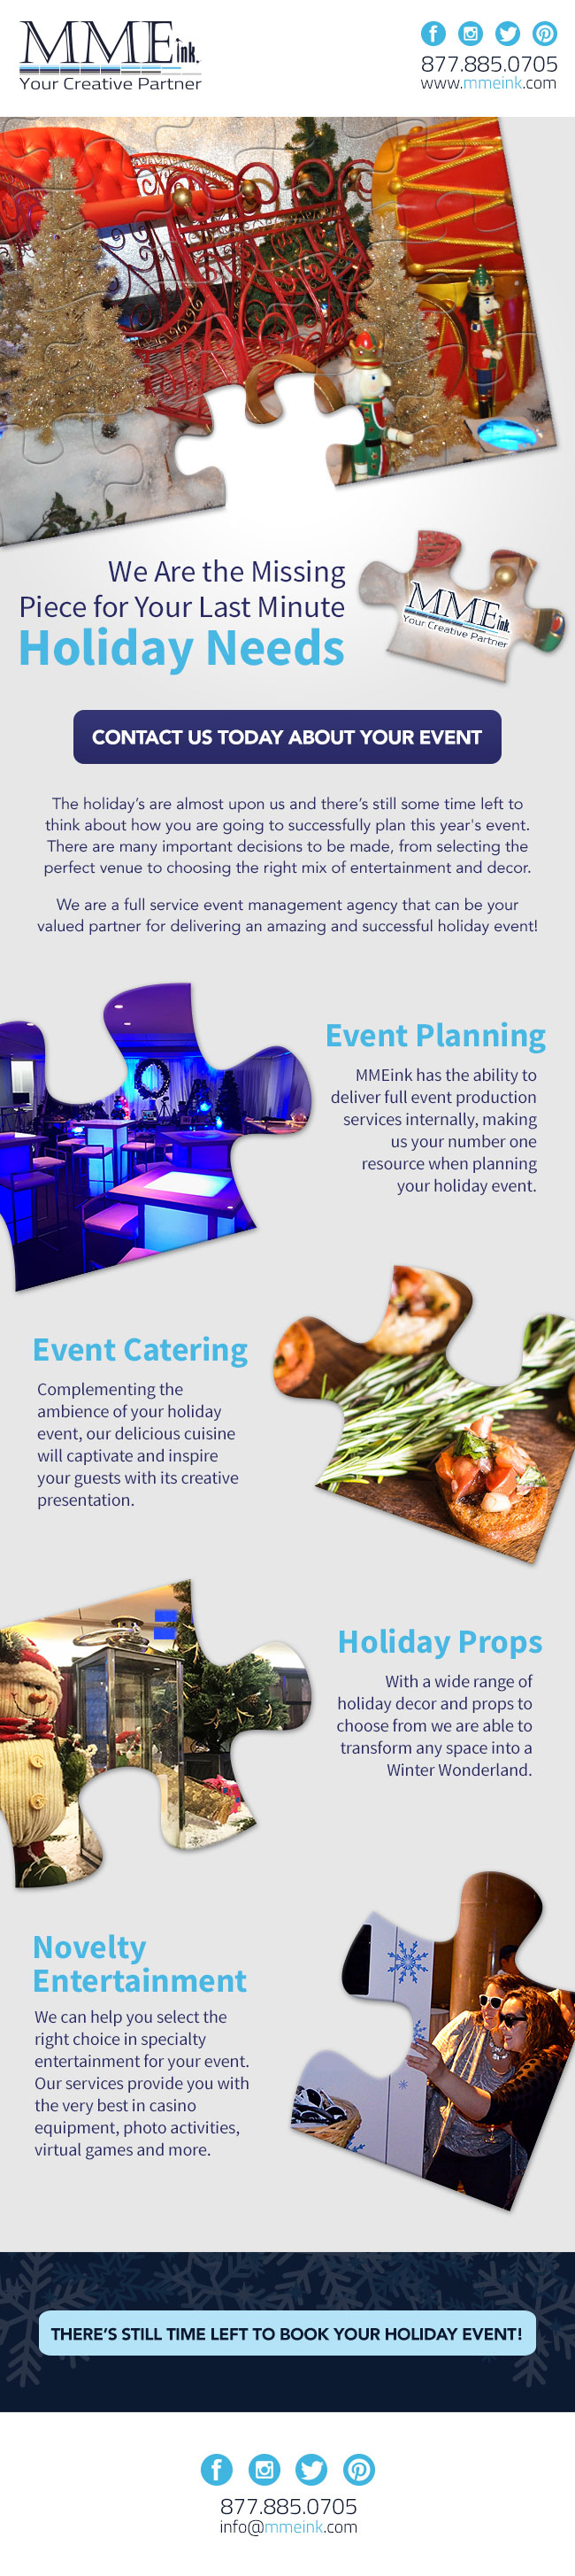 MMEink.
Your Creative Partner
877.885.0705
www.mmeink.com
We Are the Missing
Piece for Your Last Minute
Holiday Needs
MMEink.
Your Creative Partner
CONTACT US TODAY ABOUT YOUR EVENT
The holiday's are almost upon us and there's still some time left to
think about how you are going to successfully plan this year's event.
There are many important decisions to be made, from selecting the
perfect venue to choosing the right mix of entertainment and decor.
We are a full service event management agency that can be your
valued partner for delivering an amazing and successful holiday event!
Event Planning
MMEink has the ability to
deliver full event production
services internally, making
us your number one
resource when planning
your holiday event.
Event Catering
Complementing the
ambience of your holiday
event, our delicious cuisine
will captivate and inspire
your guests with its creative
presentation.
Holiday Props
With a wide range of
holiday decor and props to
choose from we are able to
transform any space into a
Winter Wonderland.
Novelty
Entertainment
We can help you select the
right choice in specialty
entertainment for your event.
Our services provide you with
the very best in casino
equipment, photo activities,
virtual games and more.
THERE'S STILL TIME LEFT TO BOOK YOUR HOLIDAY EVENT!
877.885.0705
info@mmeink.com